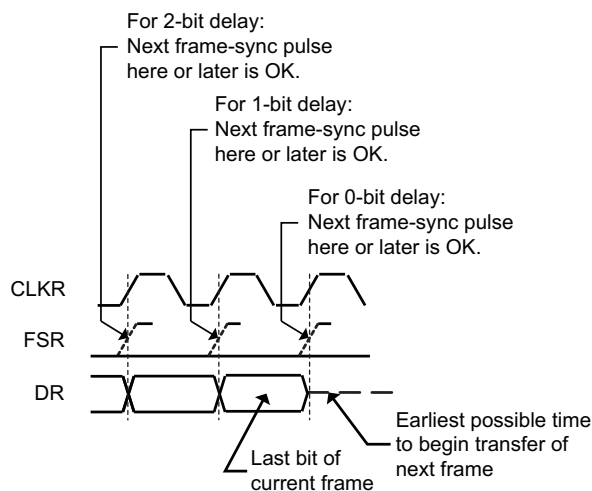 For 2-bit delay:
Next frame-sync pulse
here or later is OK.
For 1-bit delay:
Next frame-sync pulse
here or later is OK.
For 0-bit delay:
Next frame-sync pulse
here or later is OK.
CLKR
FSR
DR
Earliest possible time
to begin transfer of
next frame
Last bit of
current frame